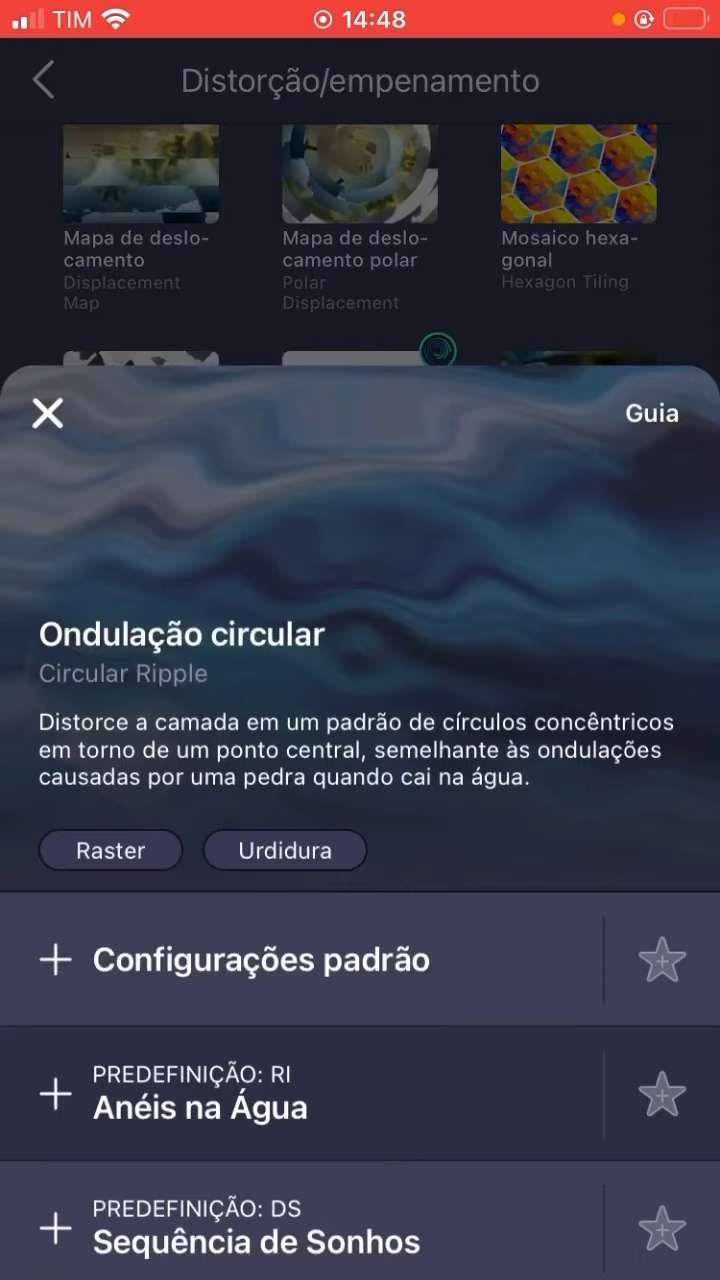 TIM 14:48
Distorção/empenamento
Mapa de deslo-
camento
Displacement
Map
Mapa de deslo-
camento polar
Polar
Displacement
Mosaico hexa-
gonal
Hexagon Tiling
Guia
Ondulação circular
Circular Ripple
Distorce a camada em um padrão de círculos concêntricos
em torno de um ponto central, semelhante às ondulações
causadas por uma pedra quando cai na água.
Raster Urdidura
Configurações padrão
PREDEFINIÇÃO: RI
Anéis na Água
PREDEFINIÇÃO: DS
Sequência de Sonhos